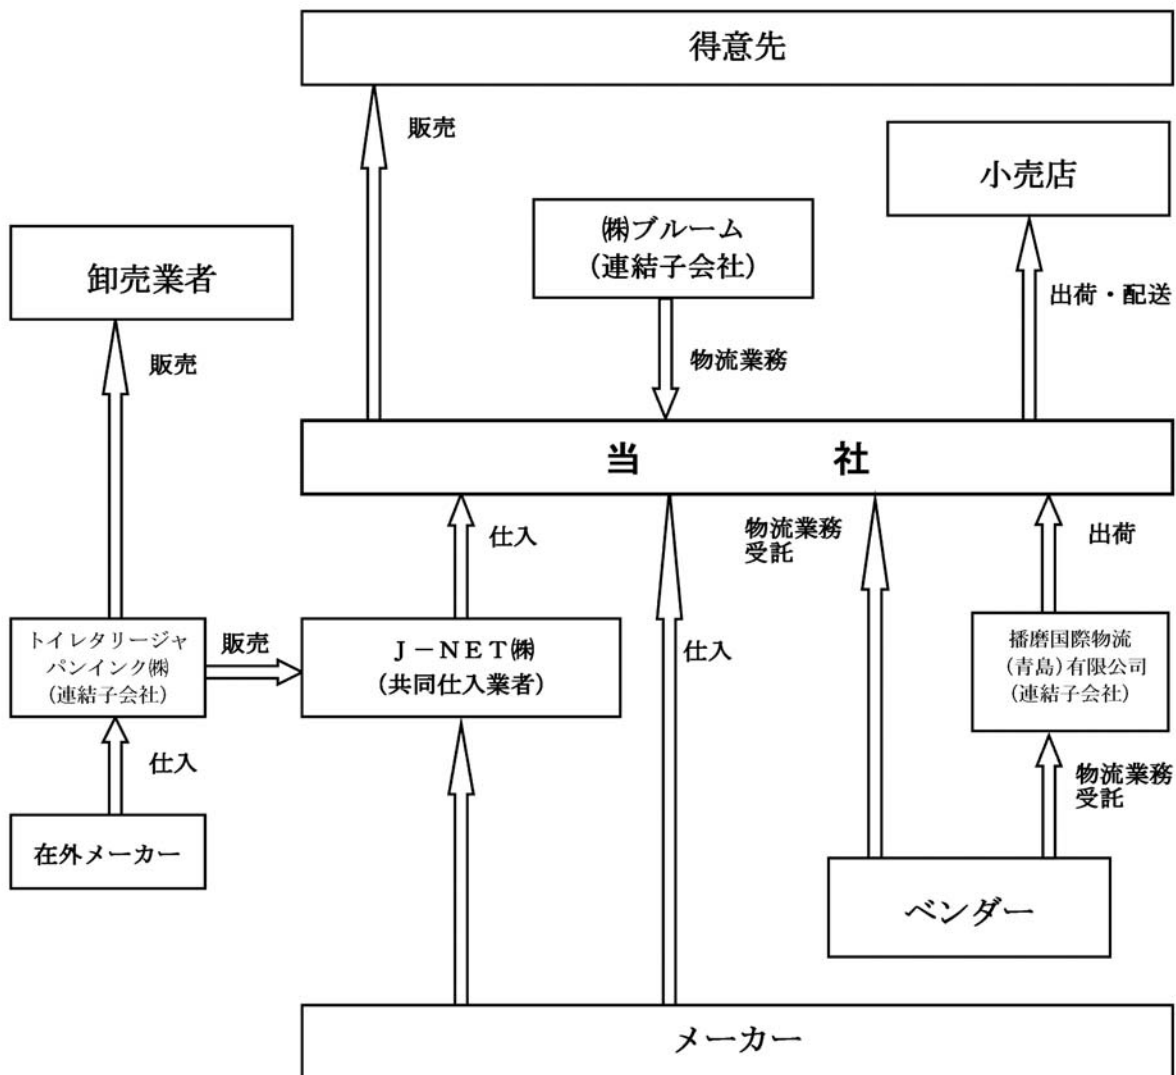 得意先
販売
小売店
㈱ブルーム
(連結子会社)
卸売業者
出荷・配送
販売
物流業務
当　　　社
仕入
物流業務
受託
出荷
トイレタリージャ
パンインク㈱
(連結子会社)
販売
J－NET㈱
(共同仕入業者)
仕入
播磨国際物流
(青島)有限公司
(連結子会社)
仕入
物流業務
受託
在外メーカー
ベンダー
メーカー